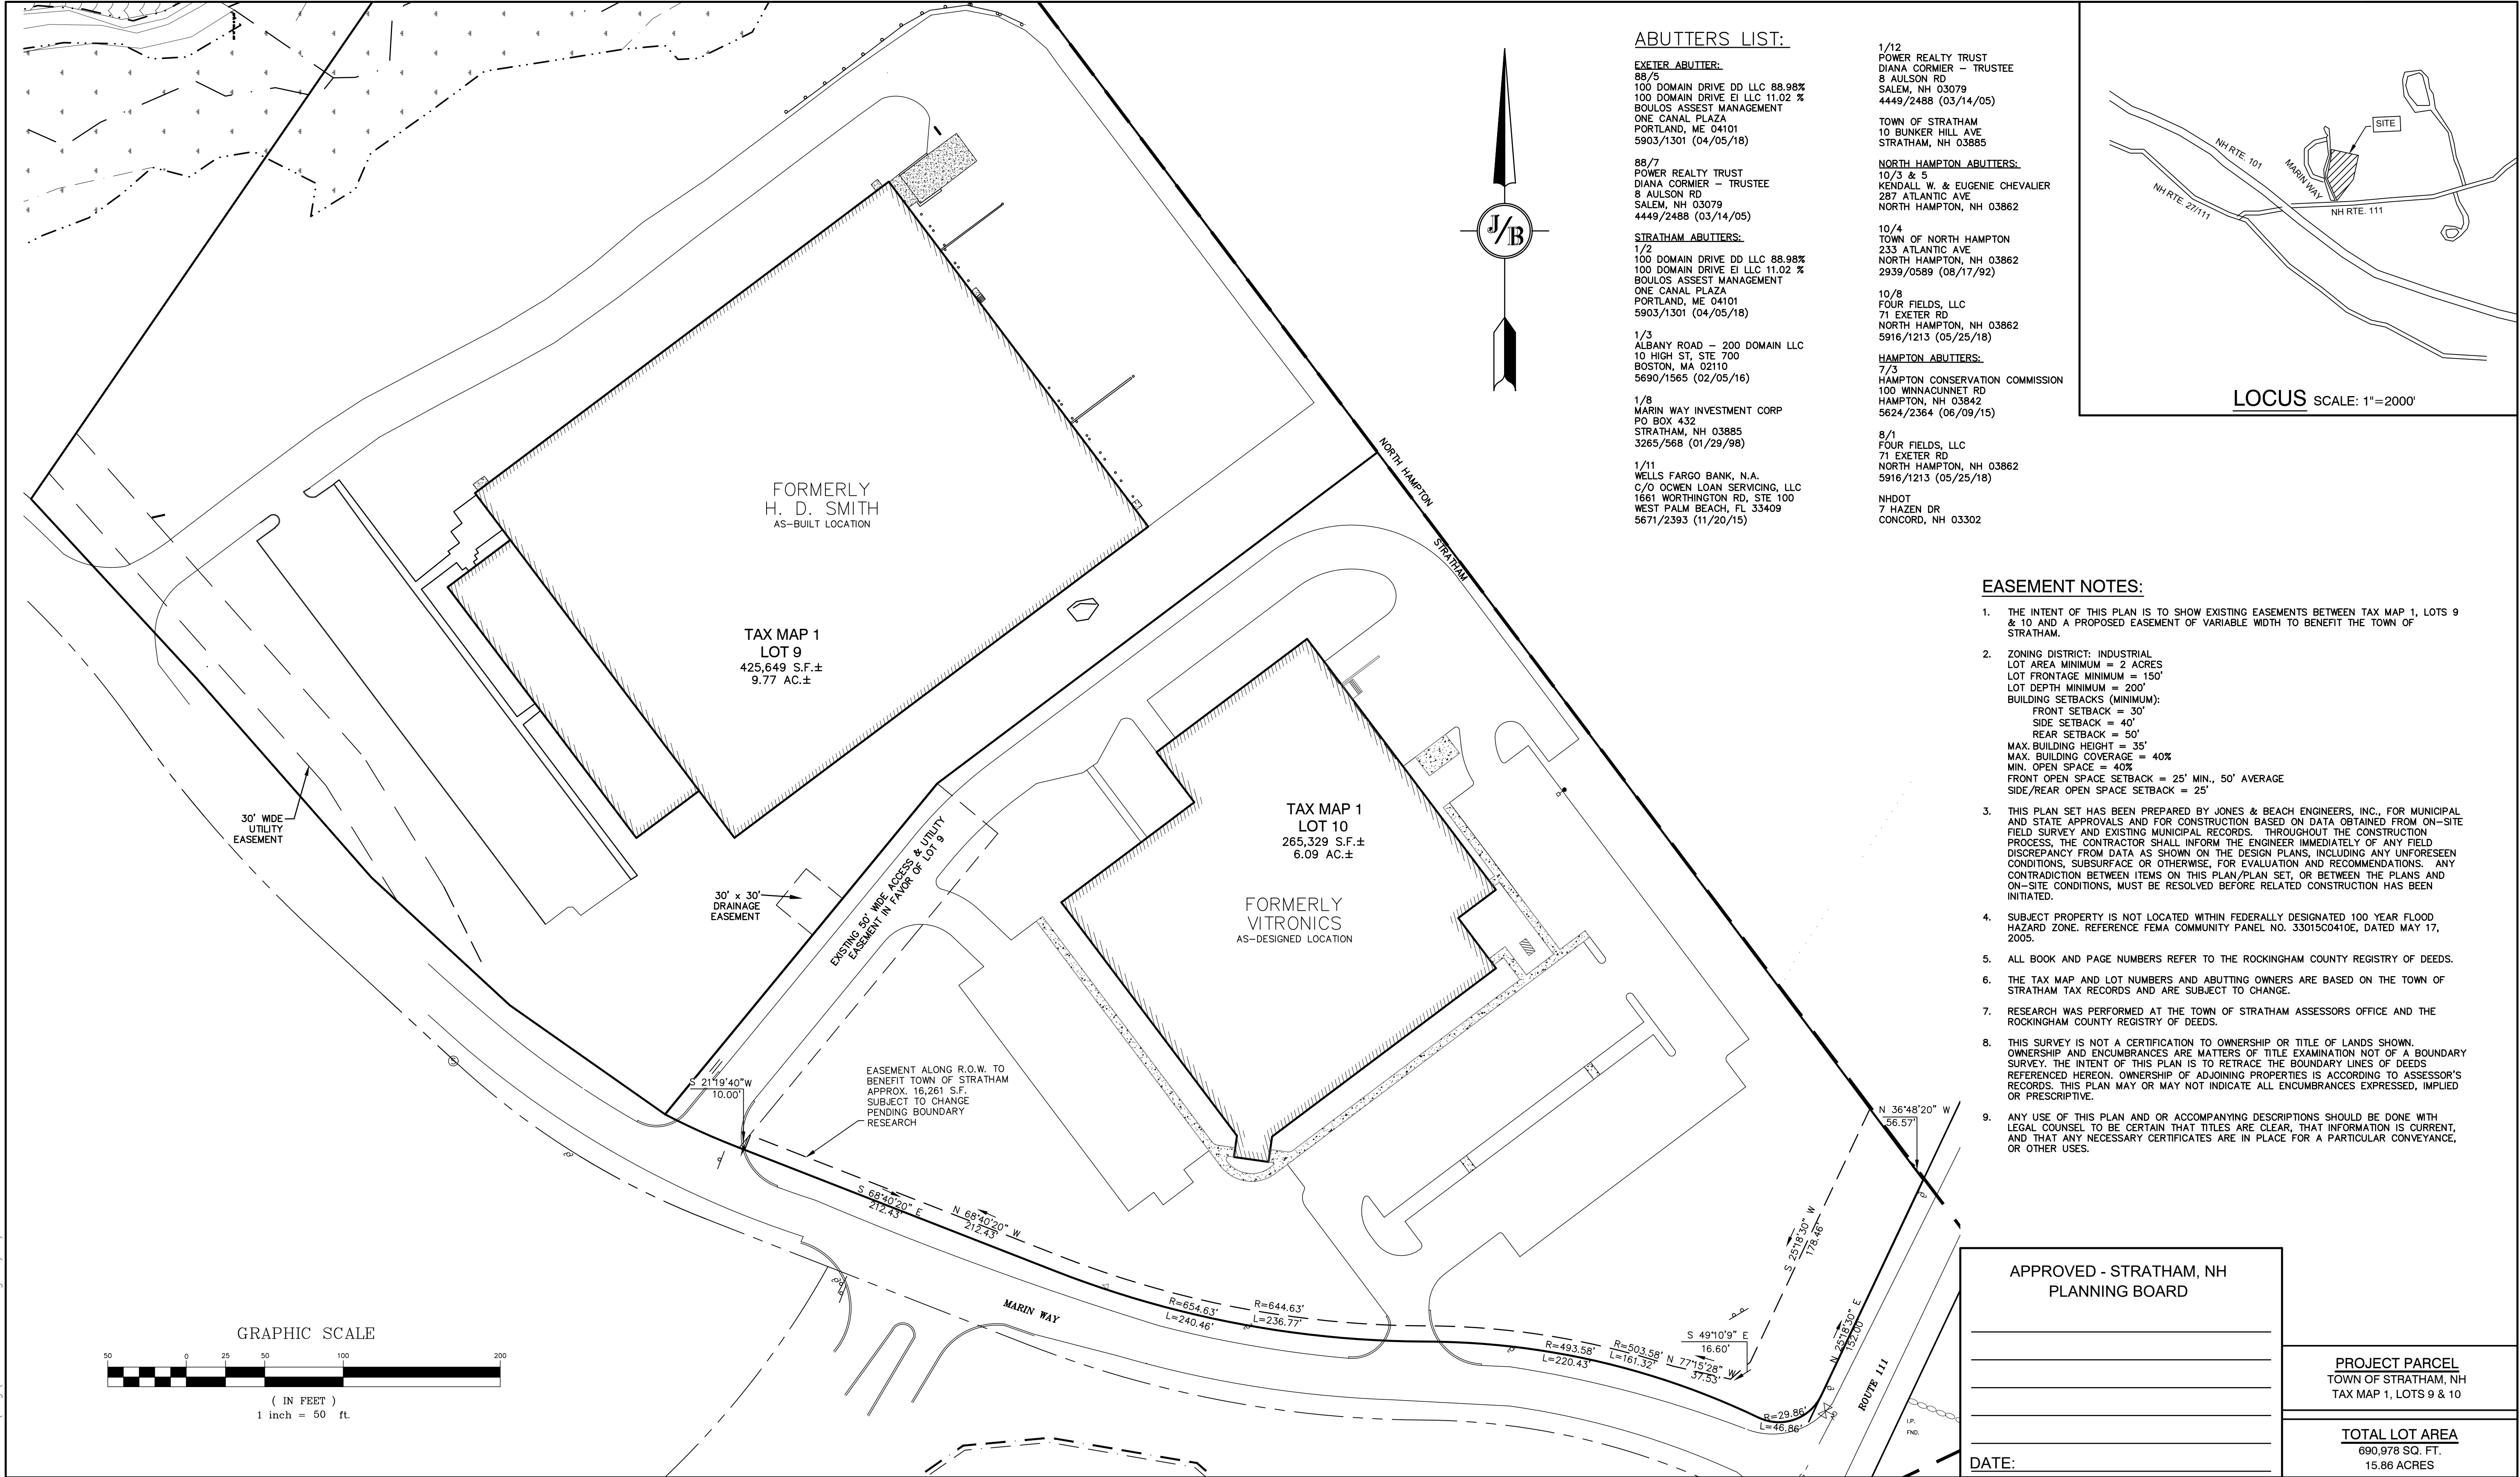 ABUTTERS LIST:
EXETER ABUTTER:
88/5
100 DOMAIN DRIVE DD LLC 88.98%
100 DOMAIN DRIVE EI LLC 11.02 %
BOULOS ASSEST MANAGEMENT
ONE CANAL PLAZA
PORTLAND, ME 04101
5903/1301 (04/05/18)
88/7
POWER REALTY TRUST
DIANA CORMIER – TRUSTEE
8 AULSON RD
SALEM, NH 03079
4449/2488 (03/14/05)
STRATHAM ABUTTERS:
1/2
100 DOMAIN DRIVE DD LLC 88.98%
100 DOMAIN DRIVE EI LLC 11.02 %
BOULOS ASSEST MANAGEMENT
ONE CANAL PLAZA
PORTLAND, ME 04101
5903/1301 (04/05/18)
1/3
ALBANY ROAD – 200 DOMAIN LLC
10 HIGH ST, STE 700
BOSTON, MA 02110
5690/1565 (02/05/16)
1/8
MARIN WAY INVESTMENT CORP
PO BOX 432
STRATHAM, NH 03885
3265/568 (01/29/98)
1/11
WELLS FARGO BANK, N.A.
C/O OCWEN LOAN SERVICING, LLC
1661 WORTHINGTON RD, STE 100
WEST PALM BEACH, FL 33409
5671/2393 (11/20/15)
1/12
POWER REALTY TRUST
DIANA CORMIER – TRUSTEE
8 AULSON RD
SALEM, NH 03079
4449/2488 (03/14/05)
TOWN OF STRATHAM
10 BUNKER HILL AVE
STRATHAM, NH 03885
NORTH HAMPTON ABUTTERS:
10/3 & 5
KENDALL W. & EUGENIE CHEVALIER
287 ATLANTIC AVE
NORTH HAMPTON, NH 03862
10/4
TOWN OF NORTH HAMPTON
233 ATLANTIC AVE
NORTH HAMPTON, NH 03862
2939/0589 (08/17/92)
10/8
FOUR FIELDS, LLC
71 EXETER RD
NORTH HAMPTON, NH 03862
5916/1213 (05/25/18)
HAMPTON ABUTTERS:
7/3
HAMPTON CONSERVATION COMMISSION
100 WINNACUNNET RD
HAMPTON, NH 03842
5624/2364 (06/09/15)
8/1
FOUR FIELDS, LLC
71 EXETER RD
NORTH HAMPTON, NH 03862
5916/1213 (05/25/18)
NHDOT
7 HAZEN DR
CONCORD, NH 03302
J/B
SITE
NH RTE. 101
MARIN WAY
NH RTE. 27/111
NH RTE. 111
LOCUS SCALE: 1"=2000'
NORTH HAMPTON
STRATHAM
FORMERLY
H. D. SMITH
AS–BUILT LOCATION
TAX MAP 1
LOT 9
425,649 S.F.±
9.77 AC.±
TAX MAP 1
LOT 10
265,329 S.F.±
6.09 AC.±
FORMERLY
VITRONICS
AS–DESIGNED LOCATION
30' WIDE
UTILITY
EASEMENT
30' x 30'
DRAINAGE
EASEMENT
EXISTING 50' WIDE ACCESS & UTILITY
EASEMENT IN FAVOR OF LOT 9
EASEMENT ALONG R.O.W. TO
BENEFIT TOWN OF STRATHAM
APPROX. 16,261 S.F.
SUBJECT TO CHANGE
PENDING BOUNDARY
RESEARCH
S
S 21°19'40"W
10.00'
S 68°40'20" E
212.43'
N 68°40'20" W
212.43'
R=654.63'
L=240.46'
R=644.63'
L=236.77'
R=493.58'
L=220.43'
R=503.58'
L=161.32'
N 77°15'28" W
37.53'
S 49°10'9" E
16.60'
S 25°18'30" W
178.46'
N 25°18'30" E
152.00'
N 36°48'20" W
56.57'
R=29.86'
L=46.86'
MARIN WAY
ROUTE 111
I.P.
FND.
EASEMENT NOTES:
1. THE INTENT OF THIS PLAN IS TO SHOW EXISTING EASEMENTS BETWEEN TAX MAP 1, LOTS 9
& 10 AND A PROPOSED EASEMENT OF VARIABLE WIDTH TO BENEFIT THE TOWN OF
STRATHAM.
2. ZONING DISTRICT: INDUSTRIAL
LOT AREA MINIMUM = 2 ACRES
LOT FRONTAGE MINIMUM = 150'
LOT DEPTH MINIMUM = 200'
BUILDING SETBACKS (MINIMUM):
FRONT SETBACK = 30'
SIDE SETBACK = 40'
REAR SETBACK = 50'
MAX. BUILDING HEIGHT = 35'
MAX. BUILDING COVERAGE = 40%
MIN. OPEN SPACE = 40%
FRONT OPEN SPACE SETBACK = 25' MIN., 50' AVERAGE
SIDE/REAR OPEN SPACE SETBACK = 25'
3. THIS PLAN SET HAS BEEN PREPARED BY JONES & BEACH ENGINEERS, INC., FOR MUNICIPAL
AND STATE APPROVALS AND FOR CONSTRUCTION BASED ON DATA OBTAINED FROM ON–SITE
FIELD SURVEY AND EXISTING MUNICIPAL RECORDS. THROUGHOUT THE CONSTRUCTION
PROCESS, THE CONTRACTOR SHALL INFORM THE ENGINEER IMMEDIATELY OF ANY FIELD
DISCREPANCY FROM DATA AS SHOWN ON THE DESIGN PLANS, INCLUDING ANY UNFORESEEN
CONDITIONS, SUBSURFACE OR OTHERWISE, FOR EVALUATION AND RECOMMENDATIONS. ANY
CONTRADICTION BETWEEN ITEMS ON THIS PLAN/PLAN SET, OR BETWEEN THE PLANS AND
ON–SITE CONDITIONS, MUST BE RESOLVED BEFORE RELATED CONSTRUCTION HAS BEEN
INITIATED.
4. SUBJECT PROPERTY IS NOT LOCATED WITHIN FEDERALLY DESIGNATED 100 YEAR FLOOD
HAZARD ZONE. REFERENCE FEMA COMMUNITY PANEL NO. 33015C0410E, DATED MAY 17,
2005.
5. ALL BOOK AND PAGE NUMBERS REFER TO THE ROCKINGHAM COUNTY REGISTRY OF DEEDS.
6. THE TAX MAP AND LOT NUMBERS AND ABUTTING OWNERS ARE BASED ON THE TOWN OF
STRATHAM TAX RECORDS AND ARE SUBJECT TO CHANGE.
7. RESEARCH WAS PERFORMED AT THE TOWN OF STRATHAM ASSESSORS OFFICE AND THE
ROCKINGHAM COUNTY REGISTRY OF DEEDS.
8. THIS SURVEY IS NOT A CERTIFICATION TO OWNERSHIP OR TITLE OF LANDS SHOWN.
OWNERSHIP AND ENCUMBRANCES ARE MATTERS OF TITLE EXAMINATION NOT OF A BOUNDARY
SURVEY. THE INTENT OF THIS PLAN IS TO RETRACE THE BOUNDARY LINES OF DEEDS
REFERENCED HEREON. OWNERSHIP OF ADJOINING PROPERTIES IS ACCORDING TO ASSESSOR'S
RECORDS. THIS PLAN MAY OR MAY NOT INDICATE ALL ENCUMBRANCES EXPRESSED, IMPLIED
OR PRESCRIPTIVE.
9. ANY USE OF THIS PLAN AND OR ACCOMPANYING DESCRIPTIONS SHOULD BE DONE WITH
LEGAL COUNSEL TO BE CERTAIN THAT TITLES ARE CLEAR, THAT INFORMATION IS CURRENT,
AND THAT ANY NECESSARY CERTIFICATES ARE IN PLACE FOR A PARTICULAR CONVEYANCE,
OR OTHER USES.
GRAPHIC SCALE
50 0 25 50 100 200
( IN FEET )
1 inch = 50 ft.
APPROVED - STRATHAM, NH
PLANNING BOARD
DATE:
PROJECT PARCEL
TOWN OF STRATHAM, NH
TAX MAP 1, LOTS 9 & 10
TOTAL LOT AREA
690,978 SQ. FT.
15.86 ACRES